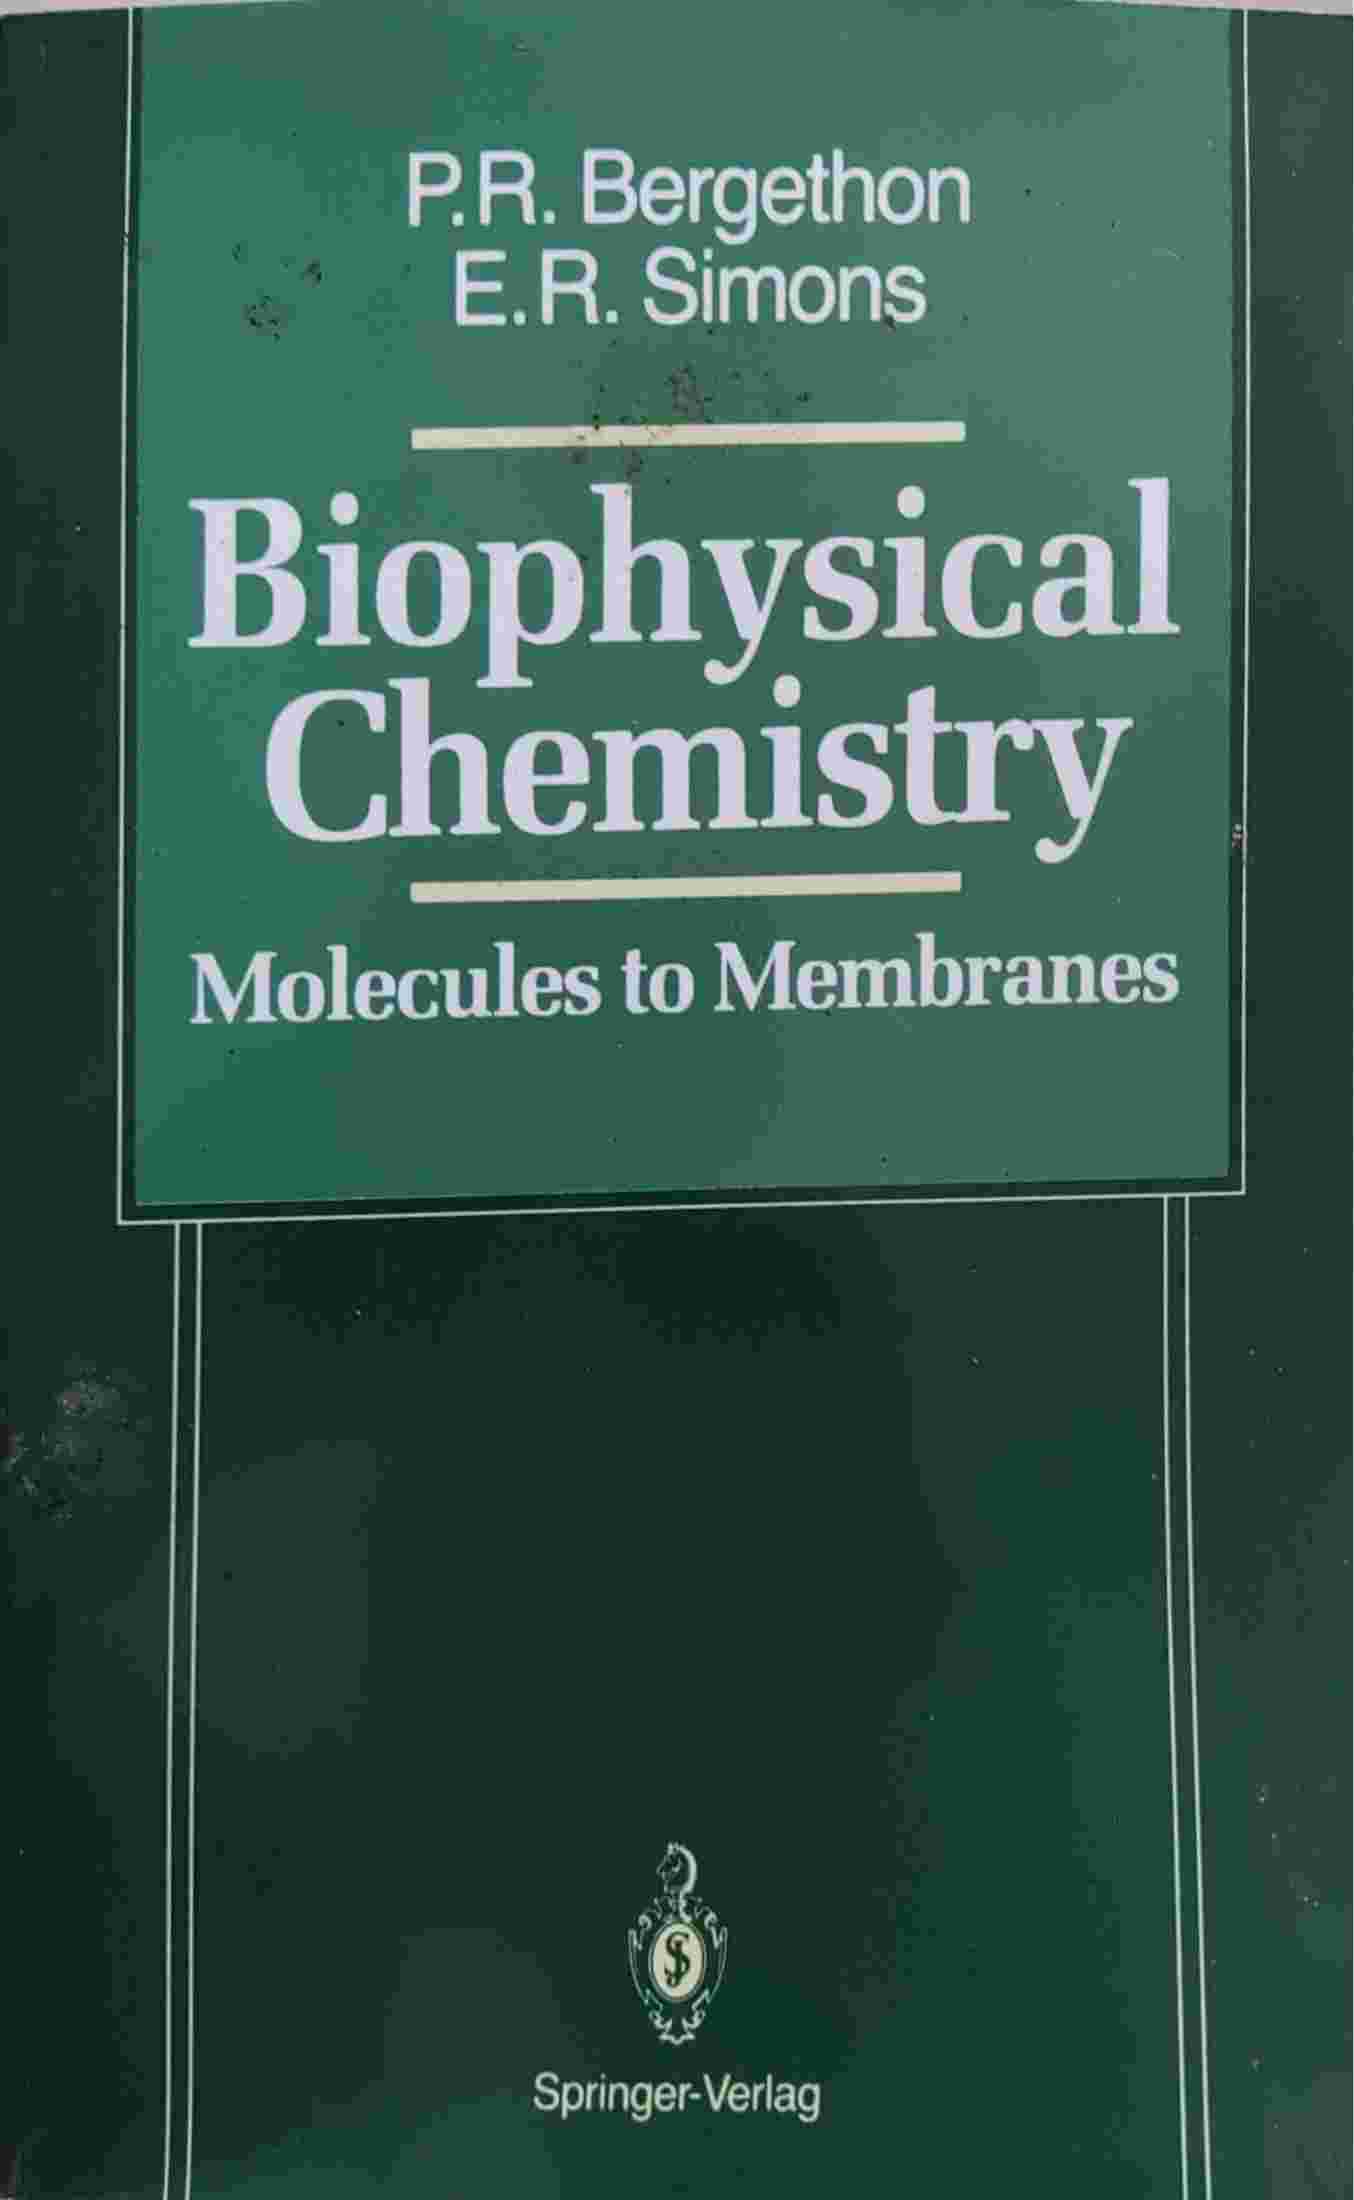 P.R. Bergethon
E.R. Simons
Biophysical
Chemistry
Molecules to Membranes
Springer-Verlag